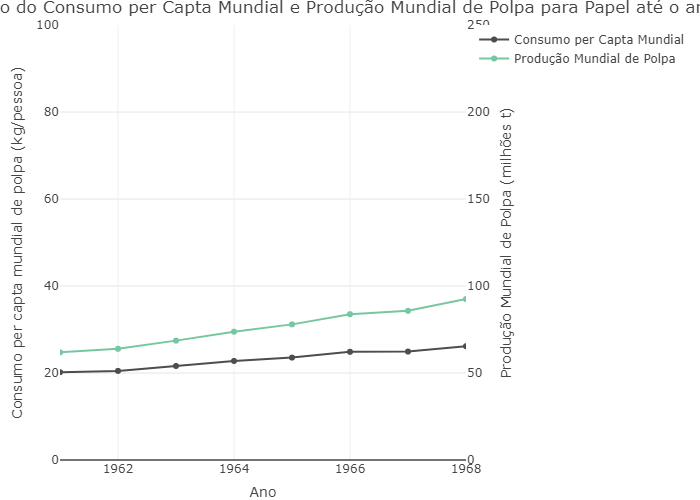 o do Consumo per Capta Mundial e Produção Mundial de Polpa para Papel até o a
Consumo per Capta Mundial
Produção Mundial de Polpa
Consumo per capta mundial de polpa (kg/pessoa)
100
80
60
40
20
0
250
200
150
100
50
0
Produção Mundial de Polpa (milhões t)
1962
1964
1966
1968
Ano